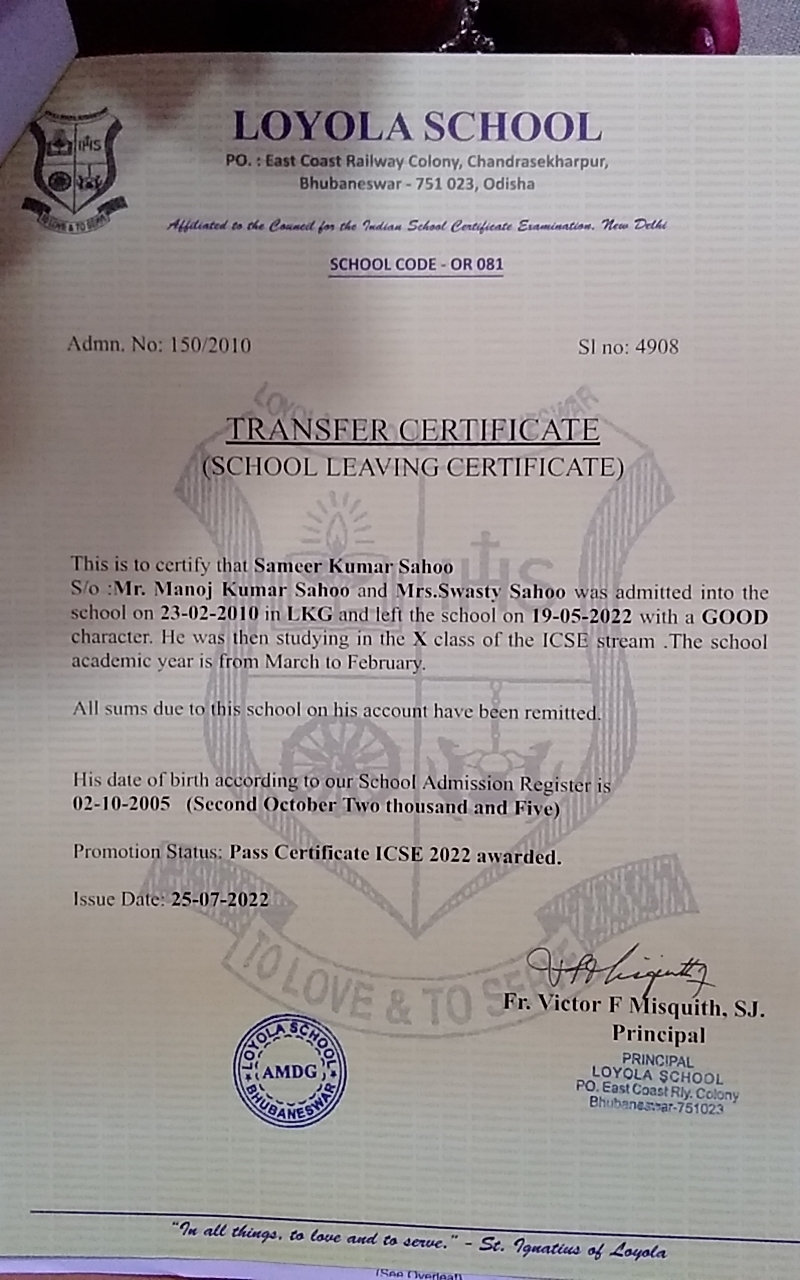 LOYOLA SCHOOL
PO. : East Coast Railway Colony, Chandrasekharpur,
Bhubaneswar - 751 023, Odisha
Affiliated to the Council for the Indian School Certificate Examination, New Delhi
SCHOOL CODE - OR 081
IHS
TO LOVE & TO SERVE
Admn. No: 150/2010
Sl no: 4908
TRANSFER CERTIFICATE
(SCHOOL LEAVING CERTIFICATE)
This is to certify that Sameer Kumar Sahoo
S/o :Mr. Manoj Kumar Sahoo and Mrs.Swasty Sahoo was admitted into the
school on 23-02-2010 in LKG and left the school on 19-05-2022 with a GOOD
character. He was then studying in the X class of the ICSE stream .The school
academic year is from March to February.
All sums due to this school on his account have been remitted.
His date of birth according to our School Admission Register is
02-10-2005 (Second October Two thousand and Five)
Promotion Status: Pass Certificate ICSE 2022 awarded.
Issue Date: 25-07-2022
TO LOVE & TO SERVE
Fr. Victor F Misquith, SJ.
Principal
PRINCIPAL
LOYOLA SCHOOL
PO. East Coast Rly. Colony
Bhubaneswar-751023
LOYOLA SCHOOL
AMDG
BHUBANESWAR
"In all things, to love and to serve." - St. Ignatius of Loyola
(See Overleaf)